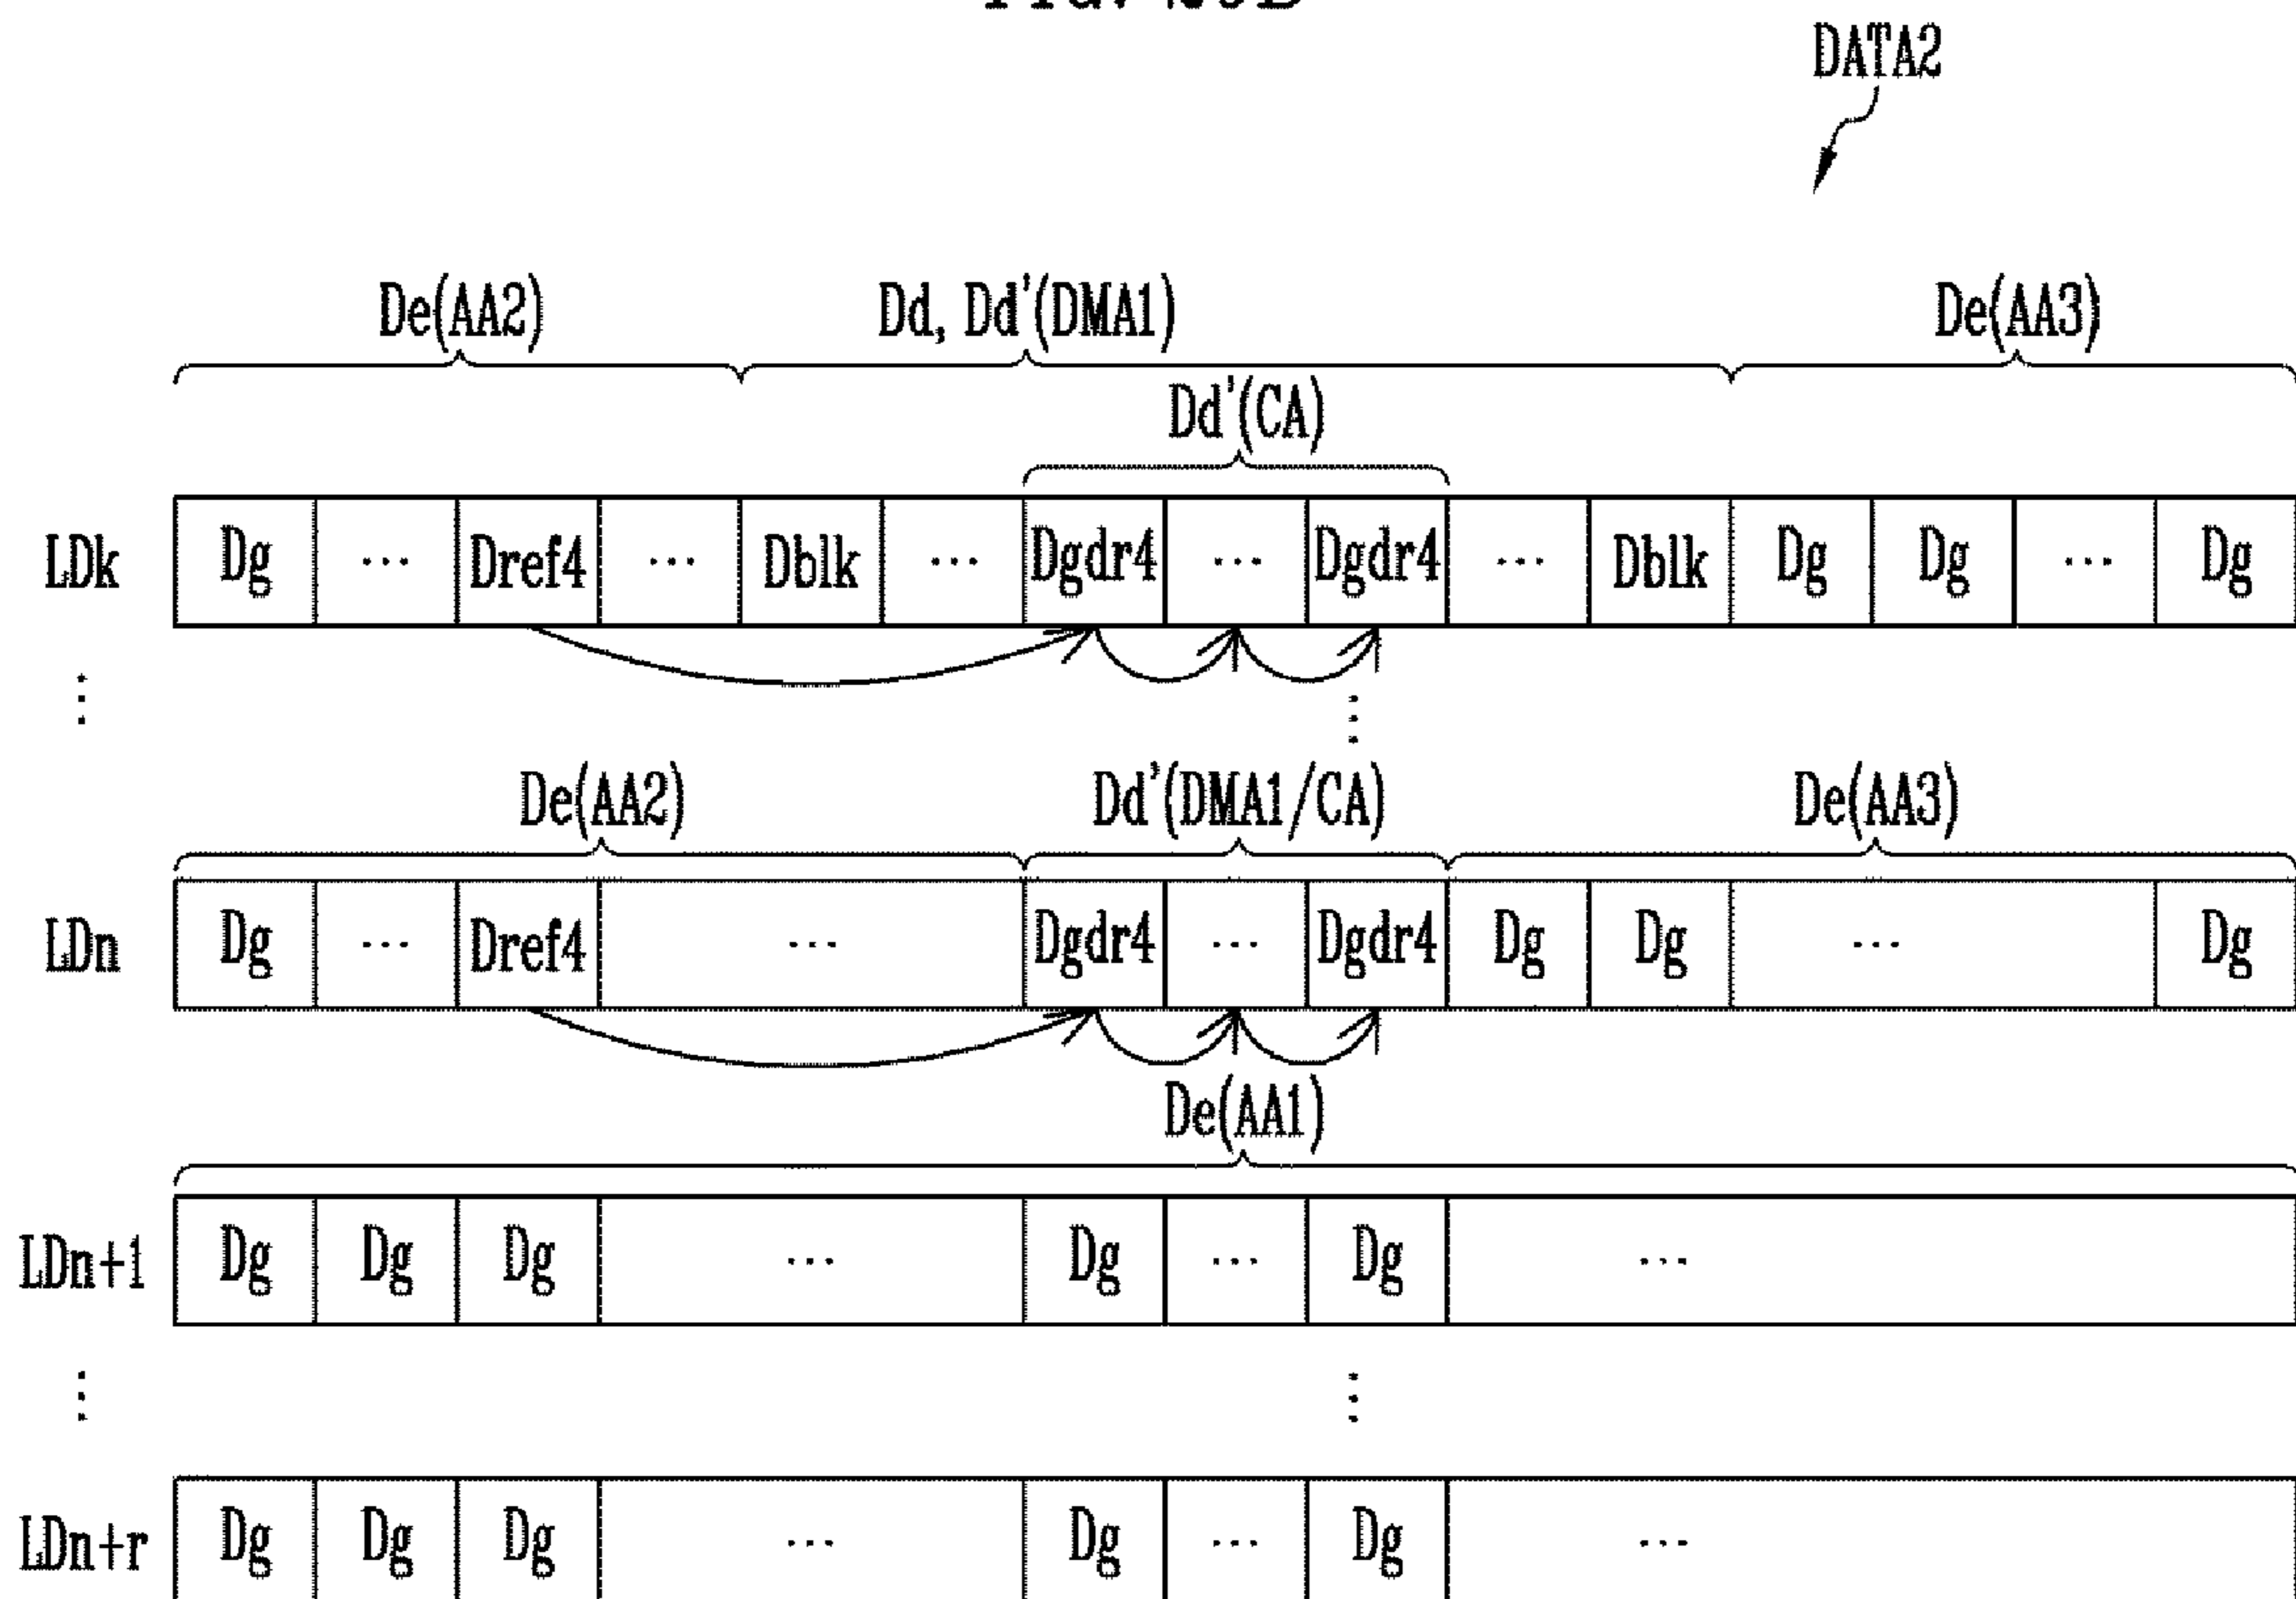 DATA2
De(AA2) Dd, Dd'(DMA1) De(AA3)
Dd'(CA)
LDk Dg ... Dref4 ... Dblk ... Dgdr4 ... Dgdr4 ... Dblk Dg Dg ... Dg
De(AA2) Dd'(DMA1/CA) De(AA3)
LDn Dg ... Dref4 ... Dgdr4 ... Dgdr4 Dg Dg ... Dg
De(AA1)
LDn+1 Dg Dg Dg ... Dg ... Dg ...
LDn+r Dg Dg Dg ... Dg ... Dg ...